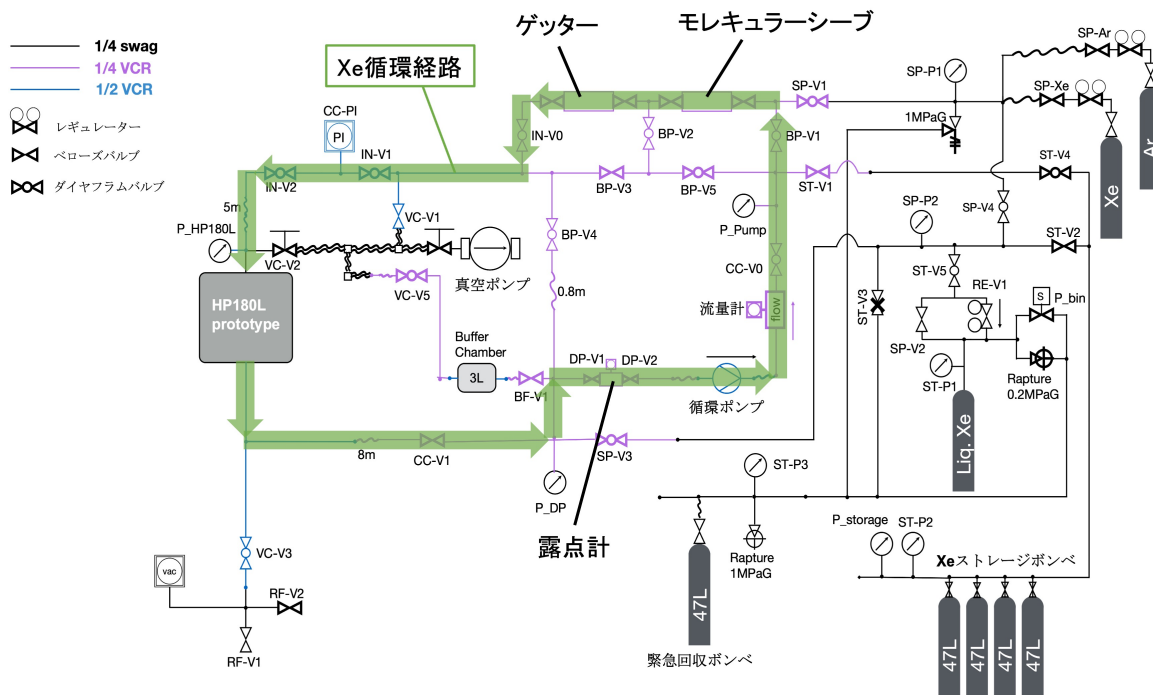 1/4 swag
1/4 VCR
1/2 VCR
レギュレーター
ベローズバルブ
ダイヤフラムバルブ
ゲッター
モレキュラーシーブ
Xe循環経路
CC-PI
PI
IN-V0
IN-V1
IN-V2
BP-V2
BP-V1
SP-V1
SP-P1
SP-Ar
SP-Xe
1MPaG
Ar
Xe
BP-V3
BP-V5
ST-V1
ST-V4
5m
P_HP180L
VC-V1
VC-V2
真空ポンプ
BP-V4
P_Pump
SP-P2
SP-V4
ST-V2
CC-V0
VC-V5
0.8m
流量計
flow
ST-V3
ST-V5
RE-V1
S
P_bin
HP180L
prototype
Buffer
Chamber
3L
BF-V1
DP-V1
DP-V2
循環ポンプ
SP-V2
ST-P1
Rapture
0.2MPaG
Liq. Xe
8m
CC-V1
SP-V3
P_DP
露点計
ST-P3
Rapture
1MPaG
47L
緊急回収ボンベ
P_storage
ST-P2
Xeストレージボンベ
47L
47L
47L
47L
VC-V3
vac
RF-V2
RF-V1